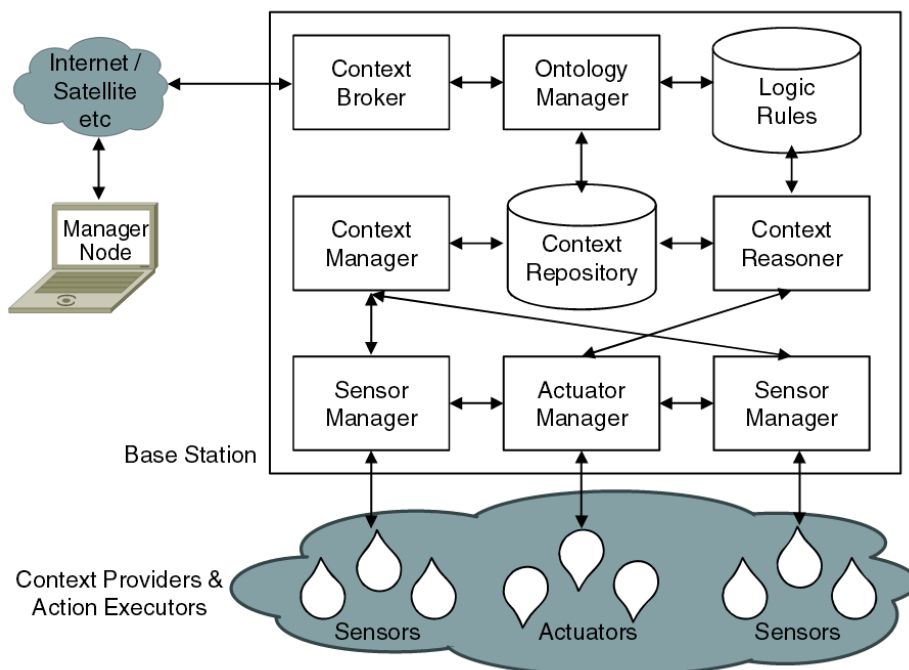 Internet /
Satellite
etc
Context
Broker
Ontology
Manager
Logic
Rules
Manager
Node
Context
Manager
Context
Repository
Context
Reasoner
Sensor
Manager
Actuator
Manager
Sensor
Manager
Base Station
Context Providers &
Action Executors
Sensors
Actuators
Sensors